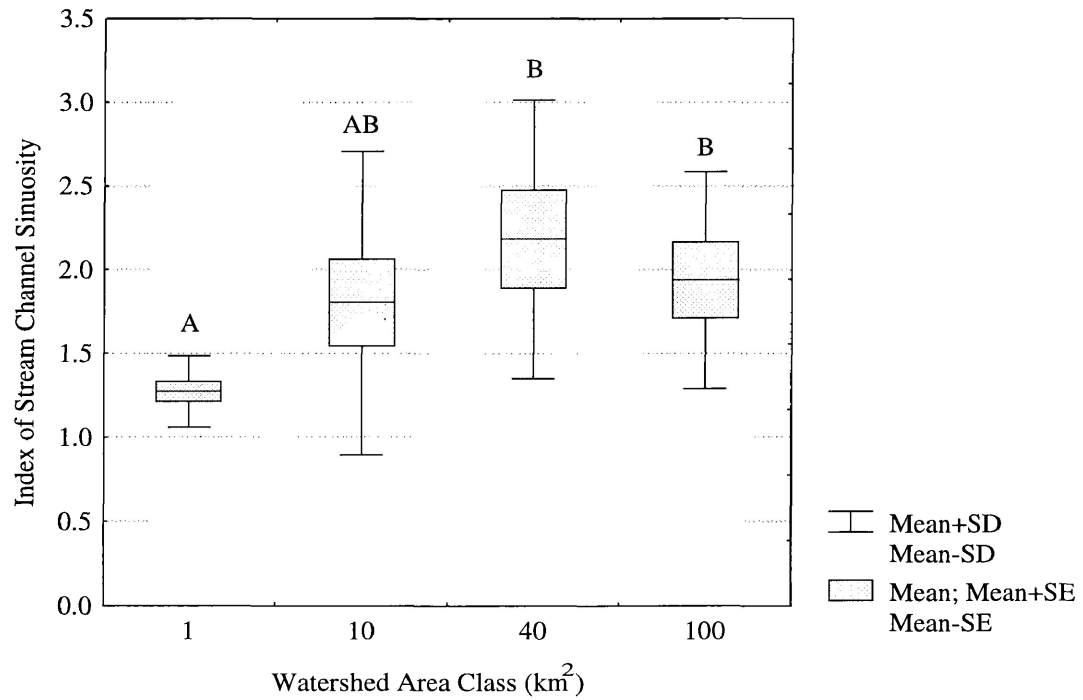 3.5
3.0
2.5
2.0
1.5
1.0
0.5
0.0
Index of Stream Channel Sinuosity
A
AB
B
B
1 10 40 100
Watershed Area Class (km²)
Mean+SD
Mean-SD
Mean; Mean+SE
Mean-SE